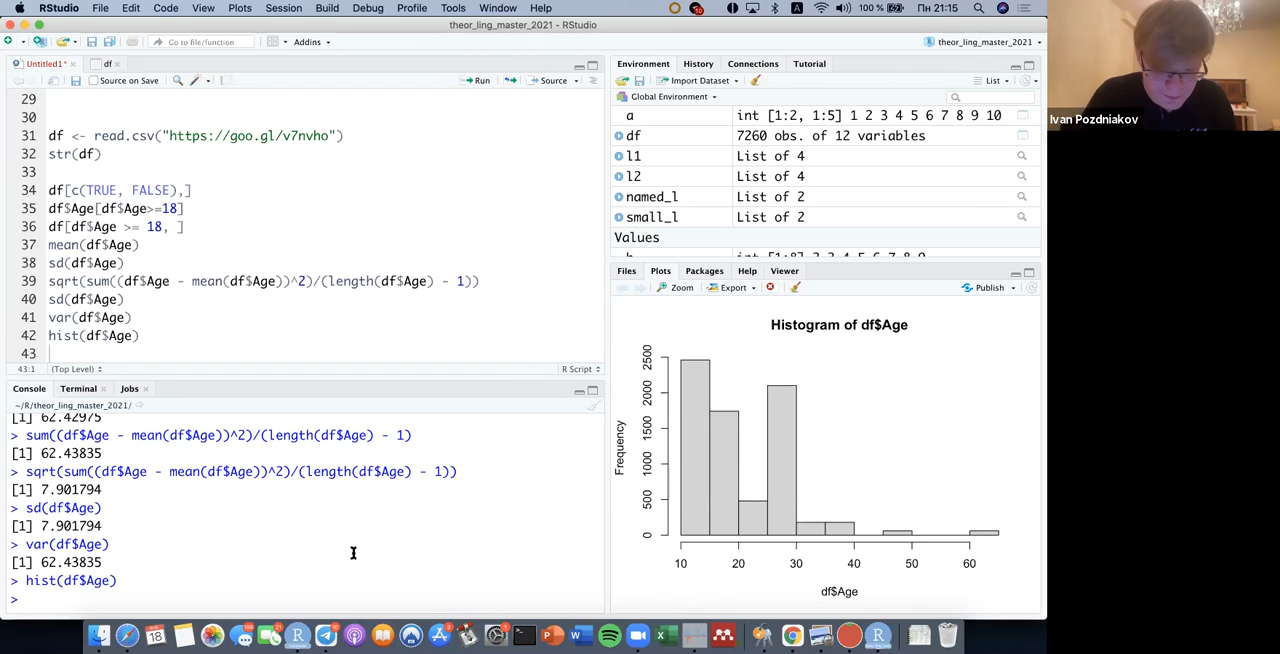 RStudio File Edit Code View Plots Session Build Debug Profile Tools Window Help 100 % Пн 21:15
theor_ling_master_2021 - RStudio
Go to file/function Addins theor_ling_master_2021
Untitled1* df
Source on Save Run Source
29
30
31 df <- read.csv("https://goo.gl/v7nvho")
32 str(df)
33
34 df[c(TRUE, FALSE),]
35 df$Age[df$Age>=18]
36 df[df$Age >= 18, ]
37 mean(df$Age)
38 sd(df$Age)
39 sqrt(sum((df$Age - mean(df$Age))^2)/(length(df$Age) - 1))
40 sd(df$Age)
41 var(df$Age)
42 hist(df$Age)
43
43:1 (Top Level) R Script
Console Terminal Jobs
~/R/theor_ling_master_2021/
[1] 62.42975
> sum((df$Age - mean(df$Age))^2)/(length(df$Age) - 1)
[1] 62.43835
> sqrt(sum((df$Age - mean(df$Age))^2)/(length(df$Age) - 1))
[1] 7.901794
> sd(df$Age)
[1] 7.901794
> var(df$Age)
[1] 62.43835
> hist(df$Age)
>
Environment History Connections Tutorial
Import Dataset List
Global Environment
a int [1:2, 1:5] 1 2 3 4 5 6 7 8 9 10
df 7260 obs. of 12 variables
l1 List of 4
l2 List of 4
named_l List of 2
small_l List of 2
Values
Files Plots Packages Help Viewer
Zoom Export Publish
Histogram of df$Age
Frequency
0 500 1000 1500 2000 2500
10 20 30 40 50 60
df$Age
Ivan Pozdniakov